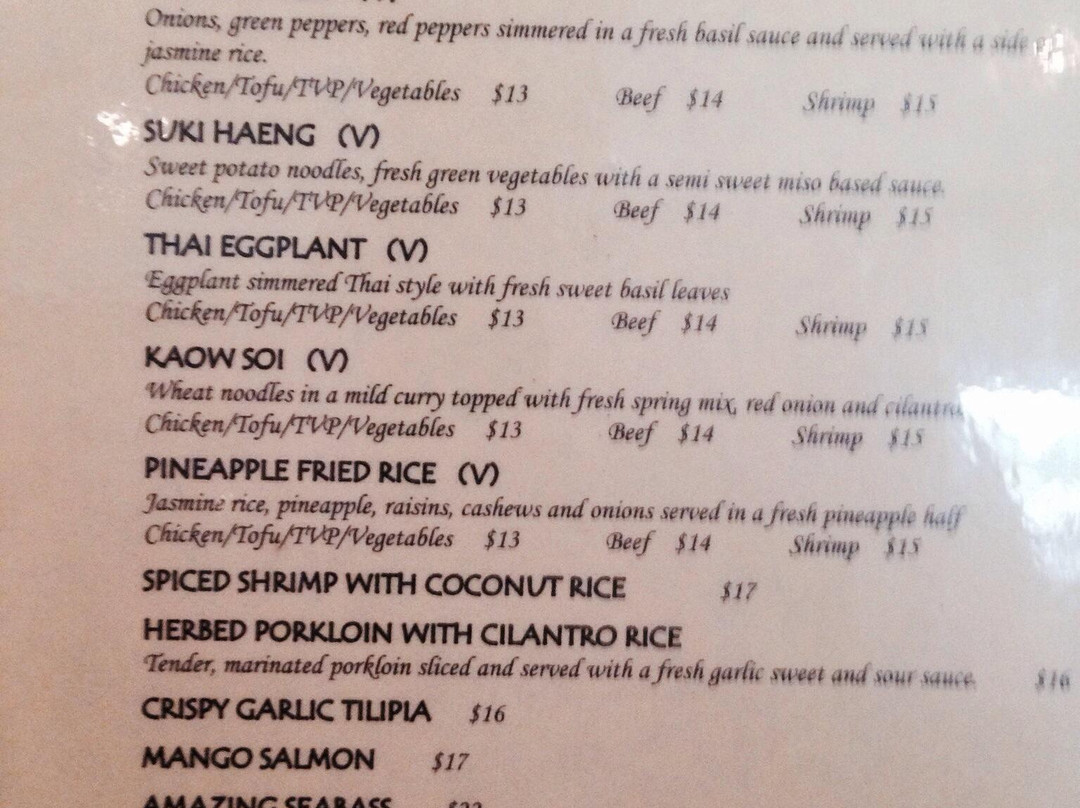 Onions, green peppers, red peppers simmered in a fresh basil sauce and served with a side
jasmine rice.
Chicken/Tofu/TVP/Vegetables $13 Beef $14 Shrimp $15
SUKI HAENG (V)
Sweet potato noodles, fresh green vegetables with a semi sweet miso based sauce.
Chicken/Tofu/TVP/Vegetables $13 Beef $14 Shrimp $15
THAI EGGPLANT (V)
Eggplant simmered Thai style with fresh sweet basil leaves
Chicken/Tofu/TVP/Vegetables $13 Beef $14 Shrimp $15
KAOW SOI (V)
Wheat noodles in a mild curry topped with fresh spring mix, red onion and cilantro.
Chicken/Tofu/TVP/Vegetables $13 Beef $14 Shrimp $15
PINEAPPLE FRIED RICE (V)
Jasmine rice, pineapple, raisins, cashews and onions served in a fresh pineapple half
Chicken/Tofu/TVP/Vegetables $13 Beef $14 Shrimp $15
SPICED SHRIMP WITH COCONUT RICE $17
HERBED PORKLOIN WITH CILANTRO RICE
Tender, marinated porkloin sliced and served with a fresh garlic sweet and sour sauce. $16
CRISPY GARLIC TILIPIA $16
MANGO SALMON $17
AMAZING SEABASS